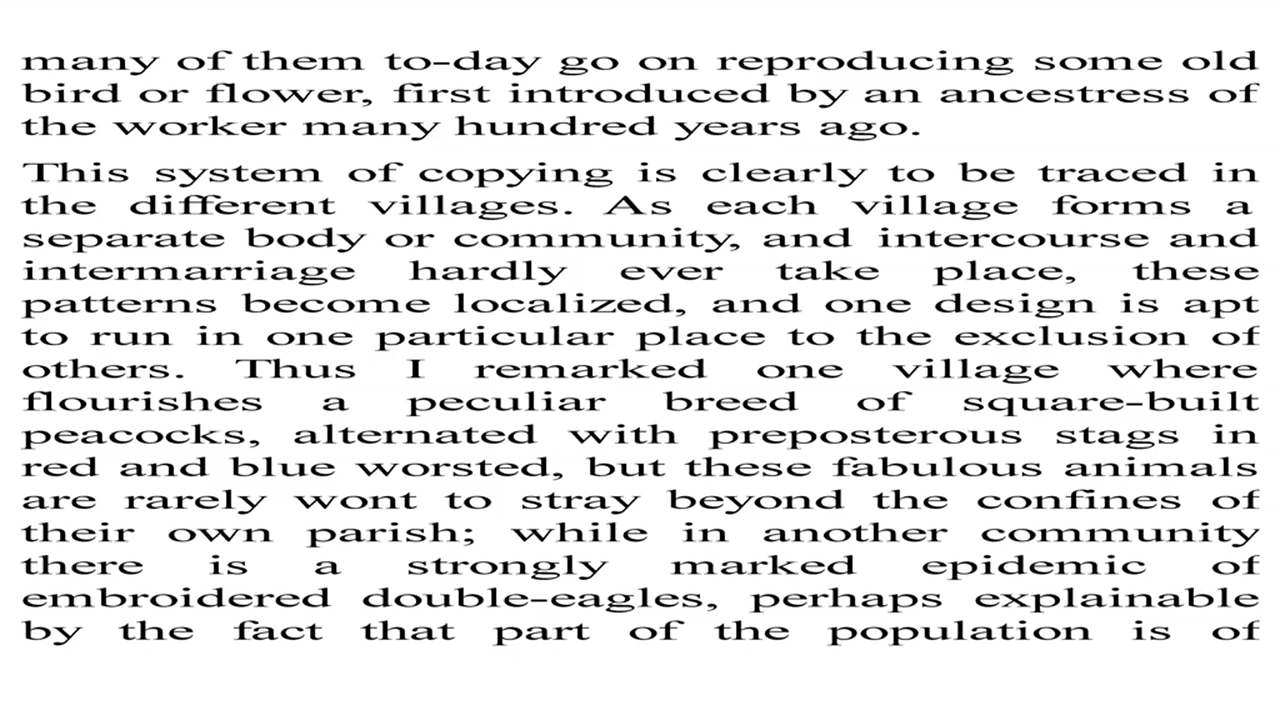 many of them to-day go on reproducing some old
bird or flower, first introduced by an ancestress of
the worker many hundred years ago.
This system of copying is clearly to be traced in
the different villages. As each village forms a
separate body or community, and intercourse and
intermarriage hardly ever take place, these
patterns become localized, and one design is apt
to run in one particular place to the exclusion of
others. Thus I remarked one village where
flourishes a peculiar breed of square-built
peacocks, alternated with preposterous stags in
red and blue worsted, but these fabulous animals
are rarely wont to stray beyond the confines of
their own parish; while in another community
there is a strongly marked epidemic of
embroidered double-eagles, perhaps explainable
by the fact that part of the population is of